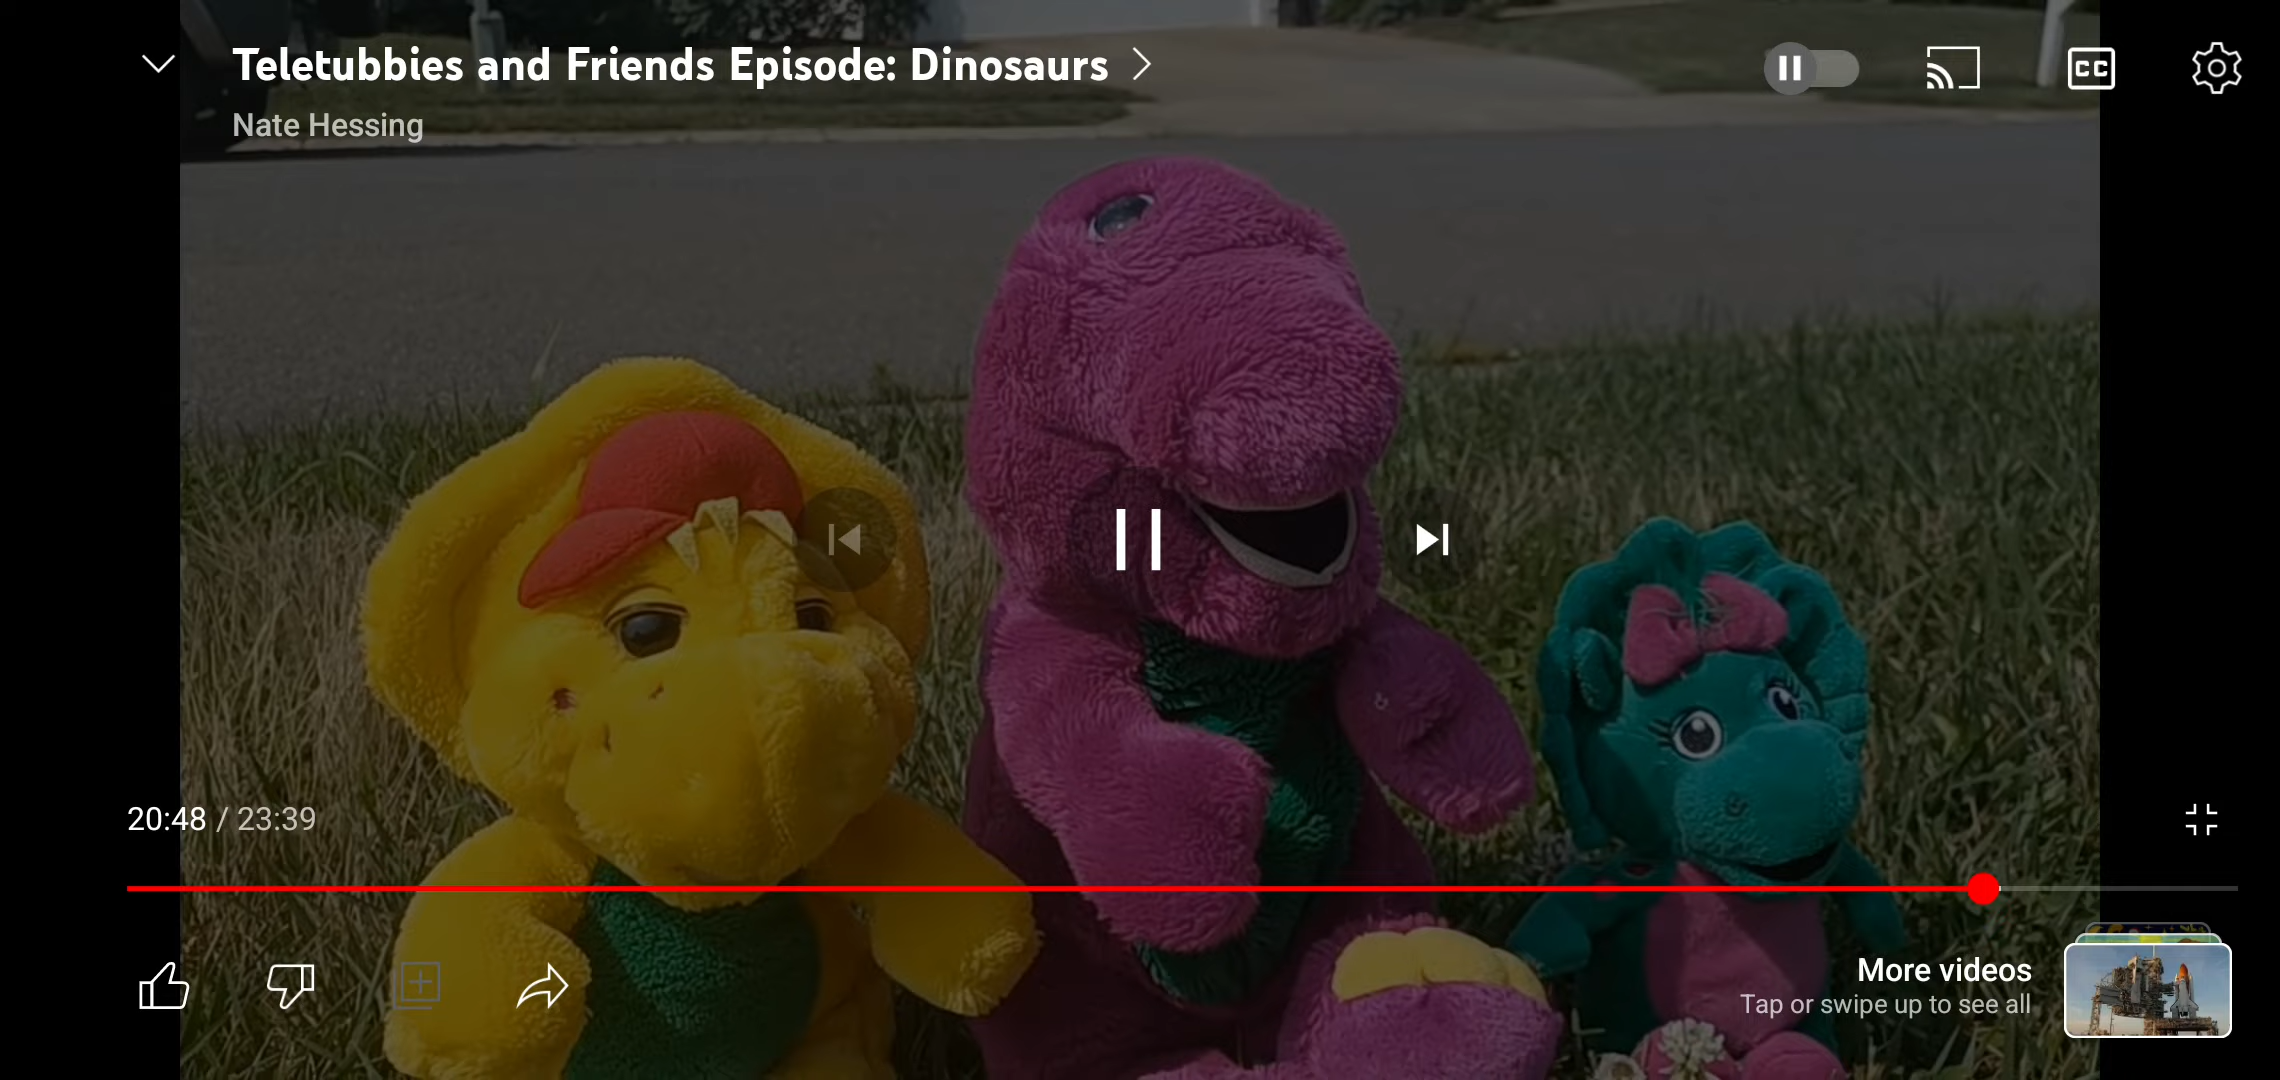 Teletubbies and Friends Episode: Dinosaurs
Nate Hessing
CC
20:48 / 23:39
More videos
Tap or swipe up to see all